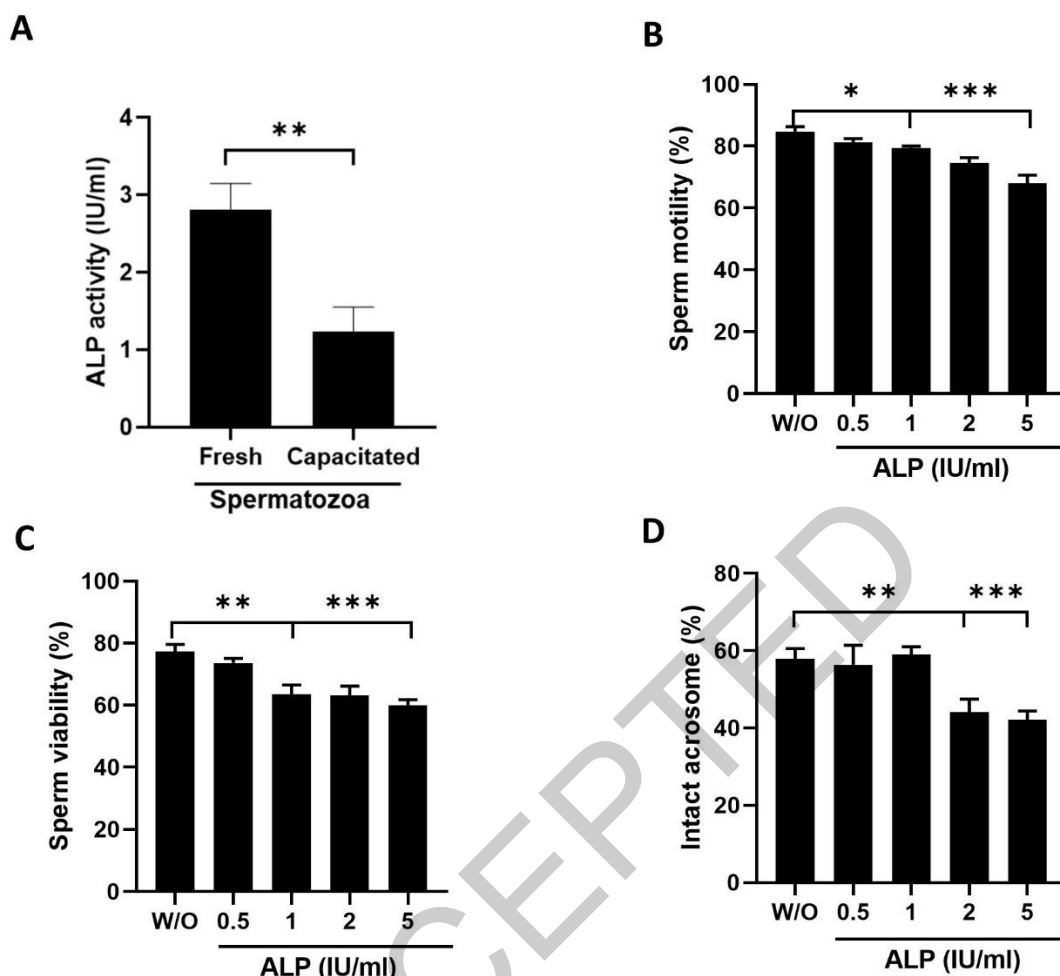 A
ALP activity (IU/ml)
4
3
2
1
0
**
Fresh Capacitated
Spermatozoa
B
Sperm motility (%)
100
80
60
40
20
0
* ***
W/O 0.5 1 2 5
ALP (IU/ml)
C
Sperm viability (%)
100
80
60
40
20
0
** ***
W/O 0.5 1 2 5
ALP (IU/ml)
D
Intact acrosome (%)
80
60
40
20
0
** ***
W/O 0.5 1 2 5
ALP (IU/ml)
CEPTED